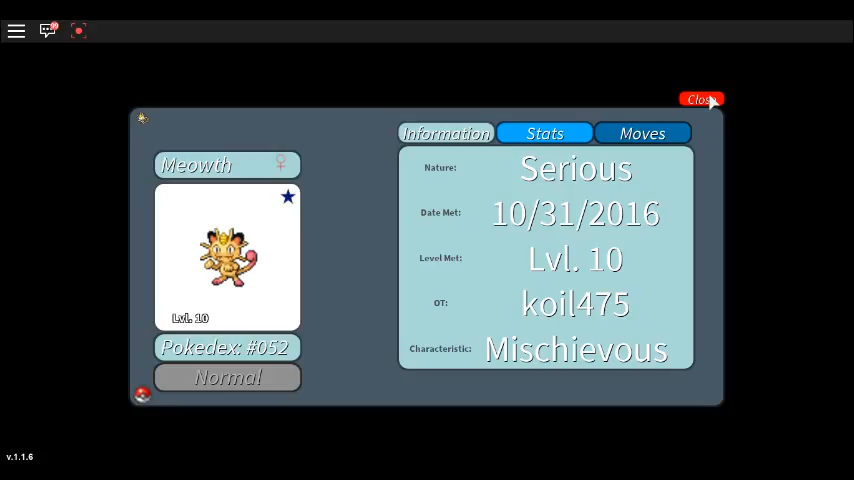 99
Close
Information Stats Moves
Meowth ♀
Nature: Serious
Date Met: 10/31/2016
Level Met: Lvl. 10
OT: koil475
Characteristic: Mischievous
Lvl. 10
Pokedex: #052
Normal
v.1.1.6